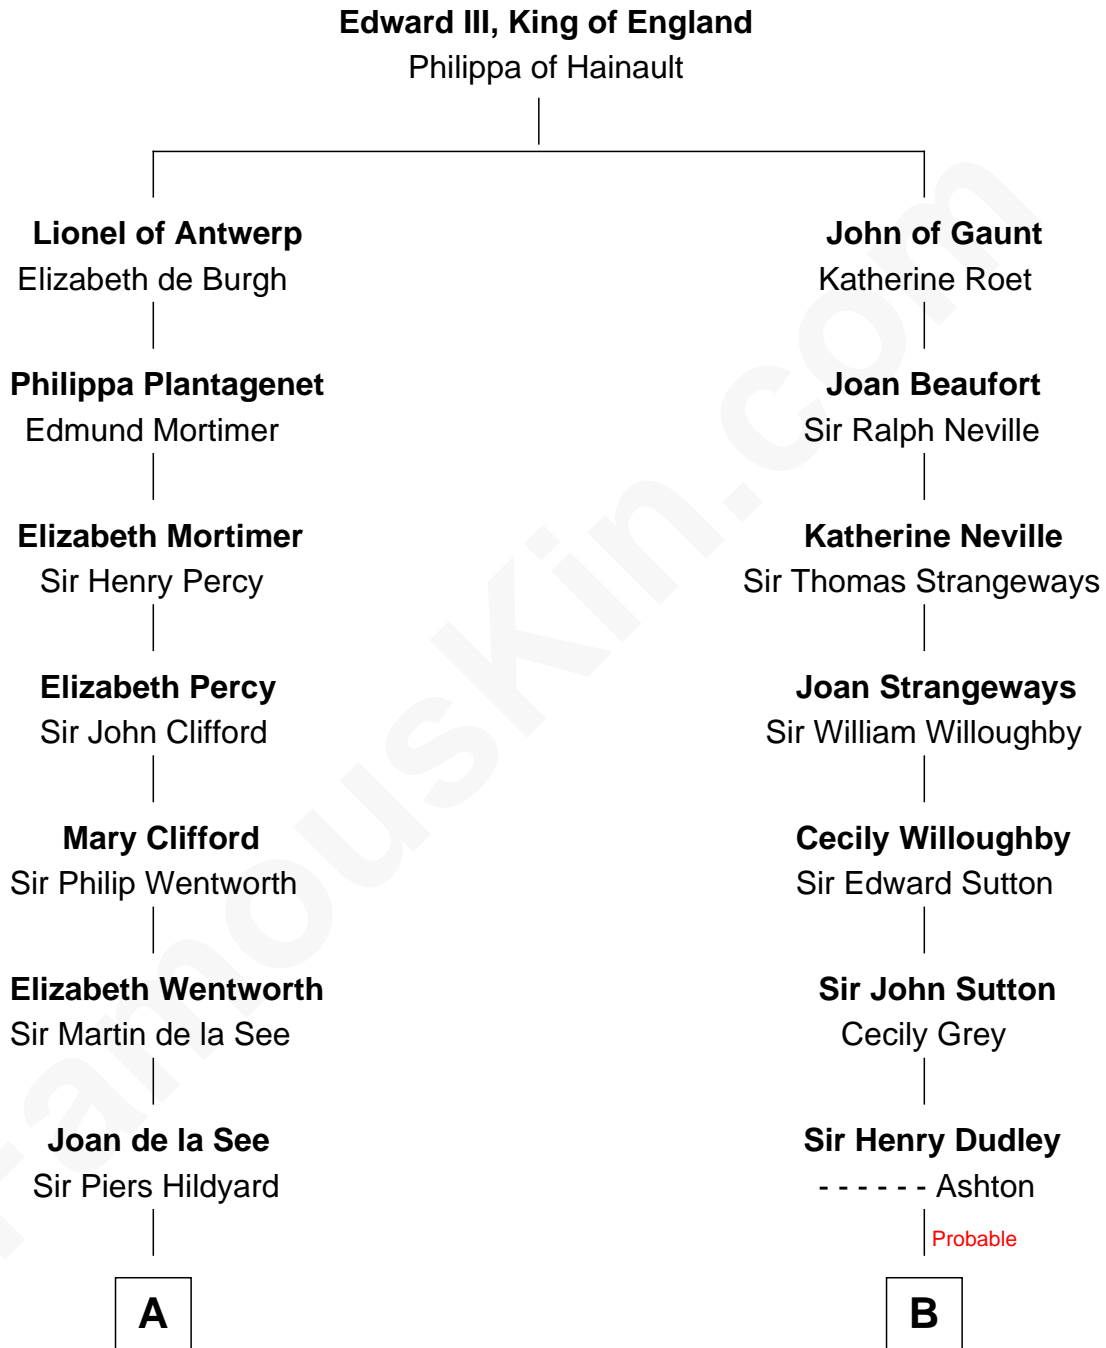 Edward III, King of England
Philippa of Hainault
Lionel of Antwerp
Elizabeth de Burgh
John of Gaunt
Katherine Roet
Philippa Plantagenet
Edmund Mortimer
Joan Beaufort
Sir Ralph Neville
Elizabeth Mortimer
Sir Henry Percy
Katherine Neville
Sir Thomas Strangeways
Elizabeth Percy
Sir John Clifford
Joan Strangeways
Sir William Willoughby
Mary Clifford
Sir Philip Wentworth
Cecily Willoughby
Sir Edward Sutton
Elizabeth Wentworth
Sir Martin de la See
Sir John Sutton
Cecily Grey
Joan de la See
Sir Piers Hildyard
Sir Henry Dudley
- - - - - - Ashton
Probable
A
B
FamousKin.com